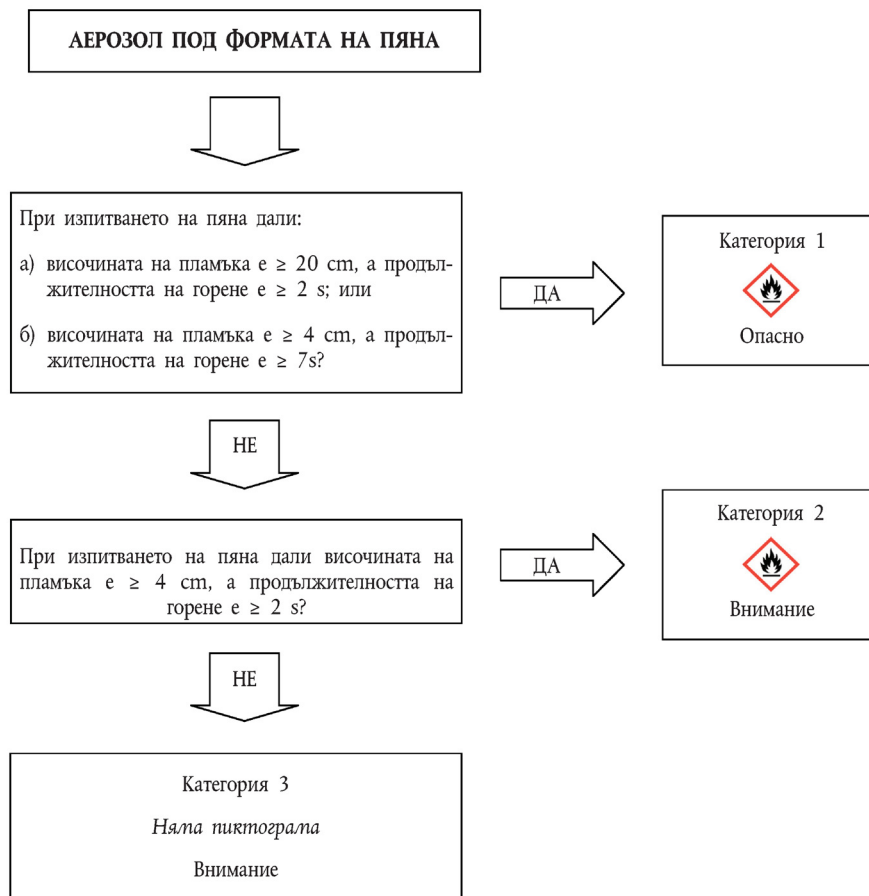 АЕРОЗОЛ ПОД ФОРМАТА НА ПЯНА
При изпитването на пяна дали:
а) височината на пламъка е ≥ 20 cm, а продъл-
жителността на горене е ≥ 2 s; или
б) височината на пламъка е ≥ 4 cm, а продъл-
жителността на горене е ≥ 7s?
ДА
Категория 1
Опасно
НЕ
При изпитването на пяна дали височината на
пламъка е ≥ 4 cm, а продължителността на
горене е ≥ 2 s?
ДА
Категория 2
Внимание
НЕ
Категория 3
Няма пиктограма
Внимание